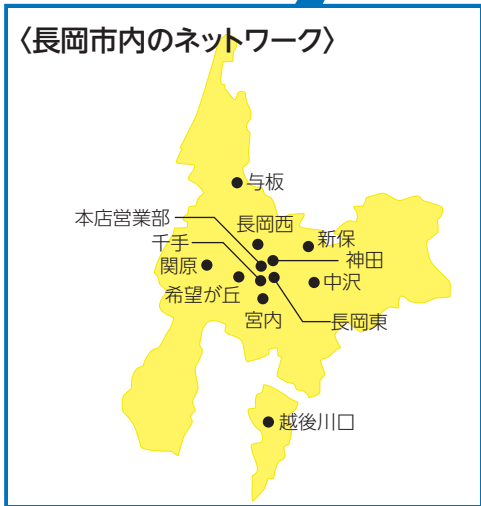 〈長岡市内のネットワーク〉
与板
本店営業部
長岡西
千手
新保
神田
関原
中沢
希望が丘
宮内
長岡東
越後川口